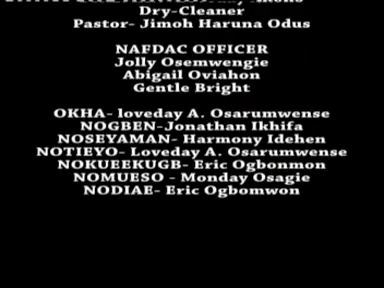 Dry-Cleaner
Pastor- Jimoh Haruna Odus
NAFDAC OFFICER
Jolly Osemwengie
Abigail Oviahon
Gentle Bright
OKHA- loveday A. Osarumwense
NOGBEN-Jonathan Ikhifa
NOSEYAMAN- Harmony Idehen
NOTIEYO- Loveday A. Osarumwense
NOKUEEKUGB- Eric Ogbonmon
NOMUESO - Monday Osagie
NODIAE- Eric Ogbomwon